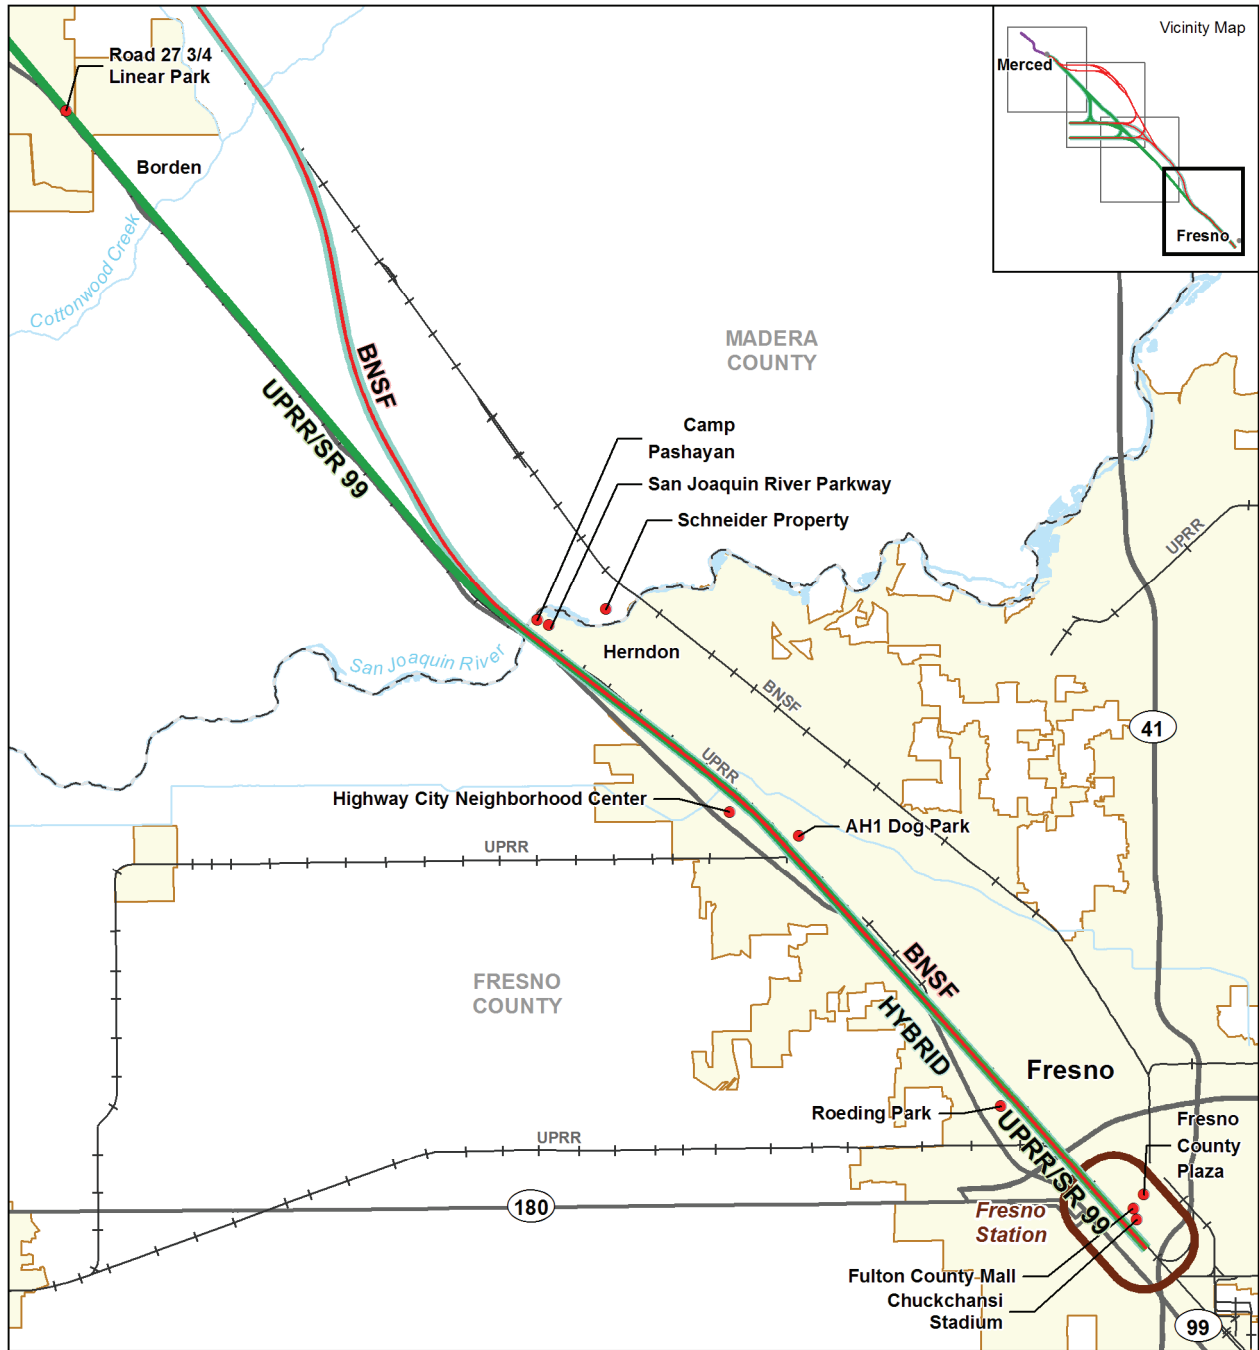 Vicinity Map
Merced
Fresno
Road 27 3/4
Linear Park
Borden
Cottonwood Creek
MADERA
COUNTY
BNSF
UPRR/SR 99
Camp
Pashayan
San Joaquin River Parkway
Schneider Property
UPRR
San Joaquin River
Herndon
BNSF
41
UPRR
Highway City Neighborhood Center
AH1 Dog Park
UPRR
FRESNO
COUNTY
BNSF
HYBRID
Fresno
Roeding Park
UPRR/SR 99
Fresno
County
Plaza
UPRR
180
Fresno
Station
Fulton County Mall
Chuckchansi
Stadium
99